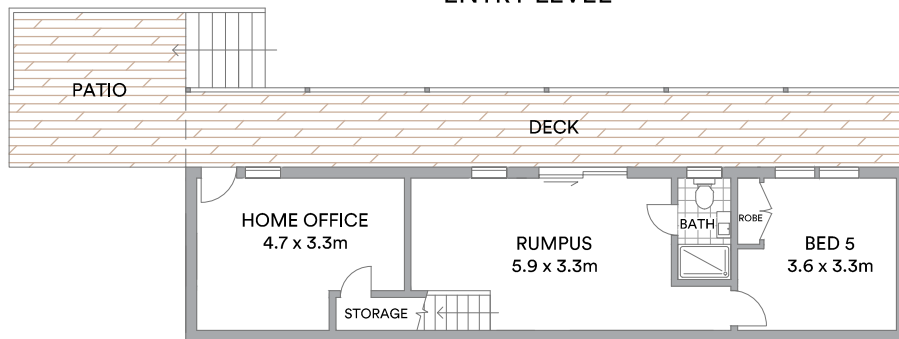 ENTRY LEVEL
PATIO
DECK
HOME OFFICE
4.7 x 3.3m
RUMPUS
5.9 x 3.3m
BATH
ROBE
BED 5
3.6 x 3.3m
STORAGE